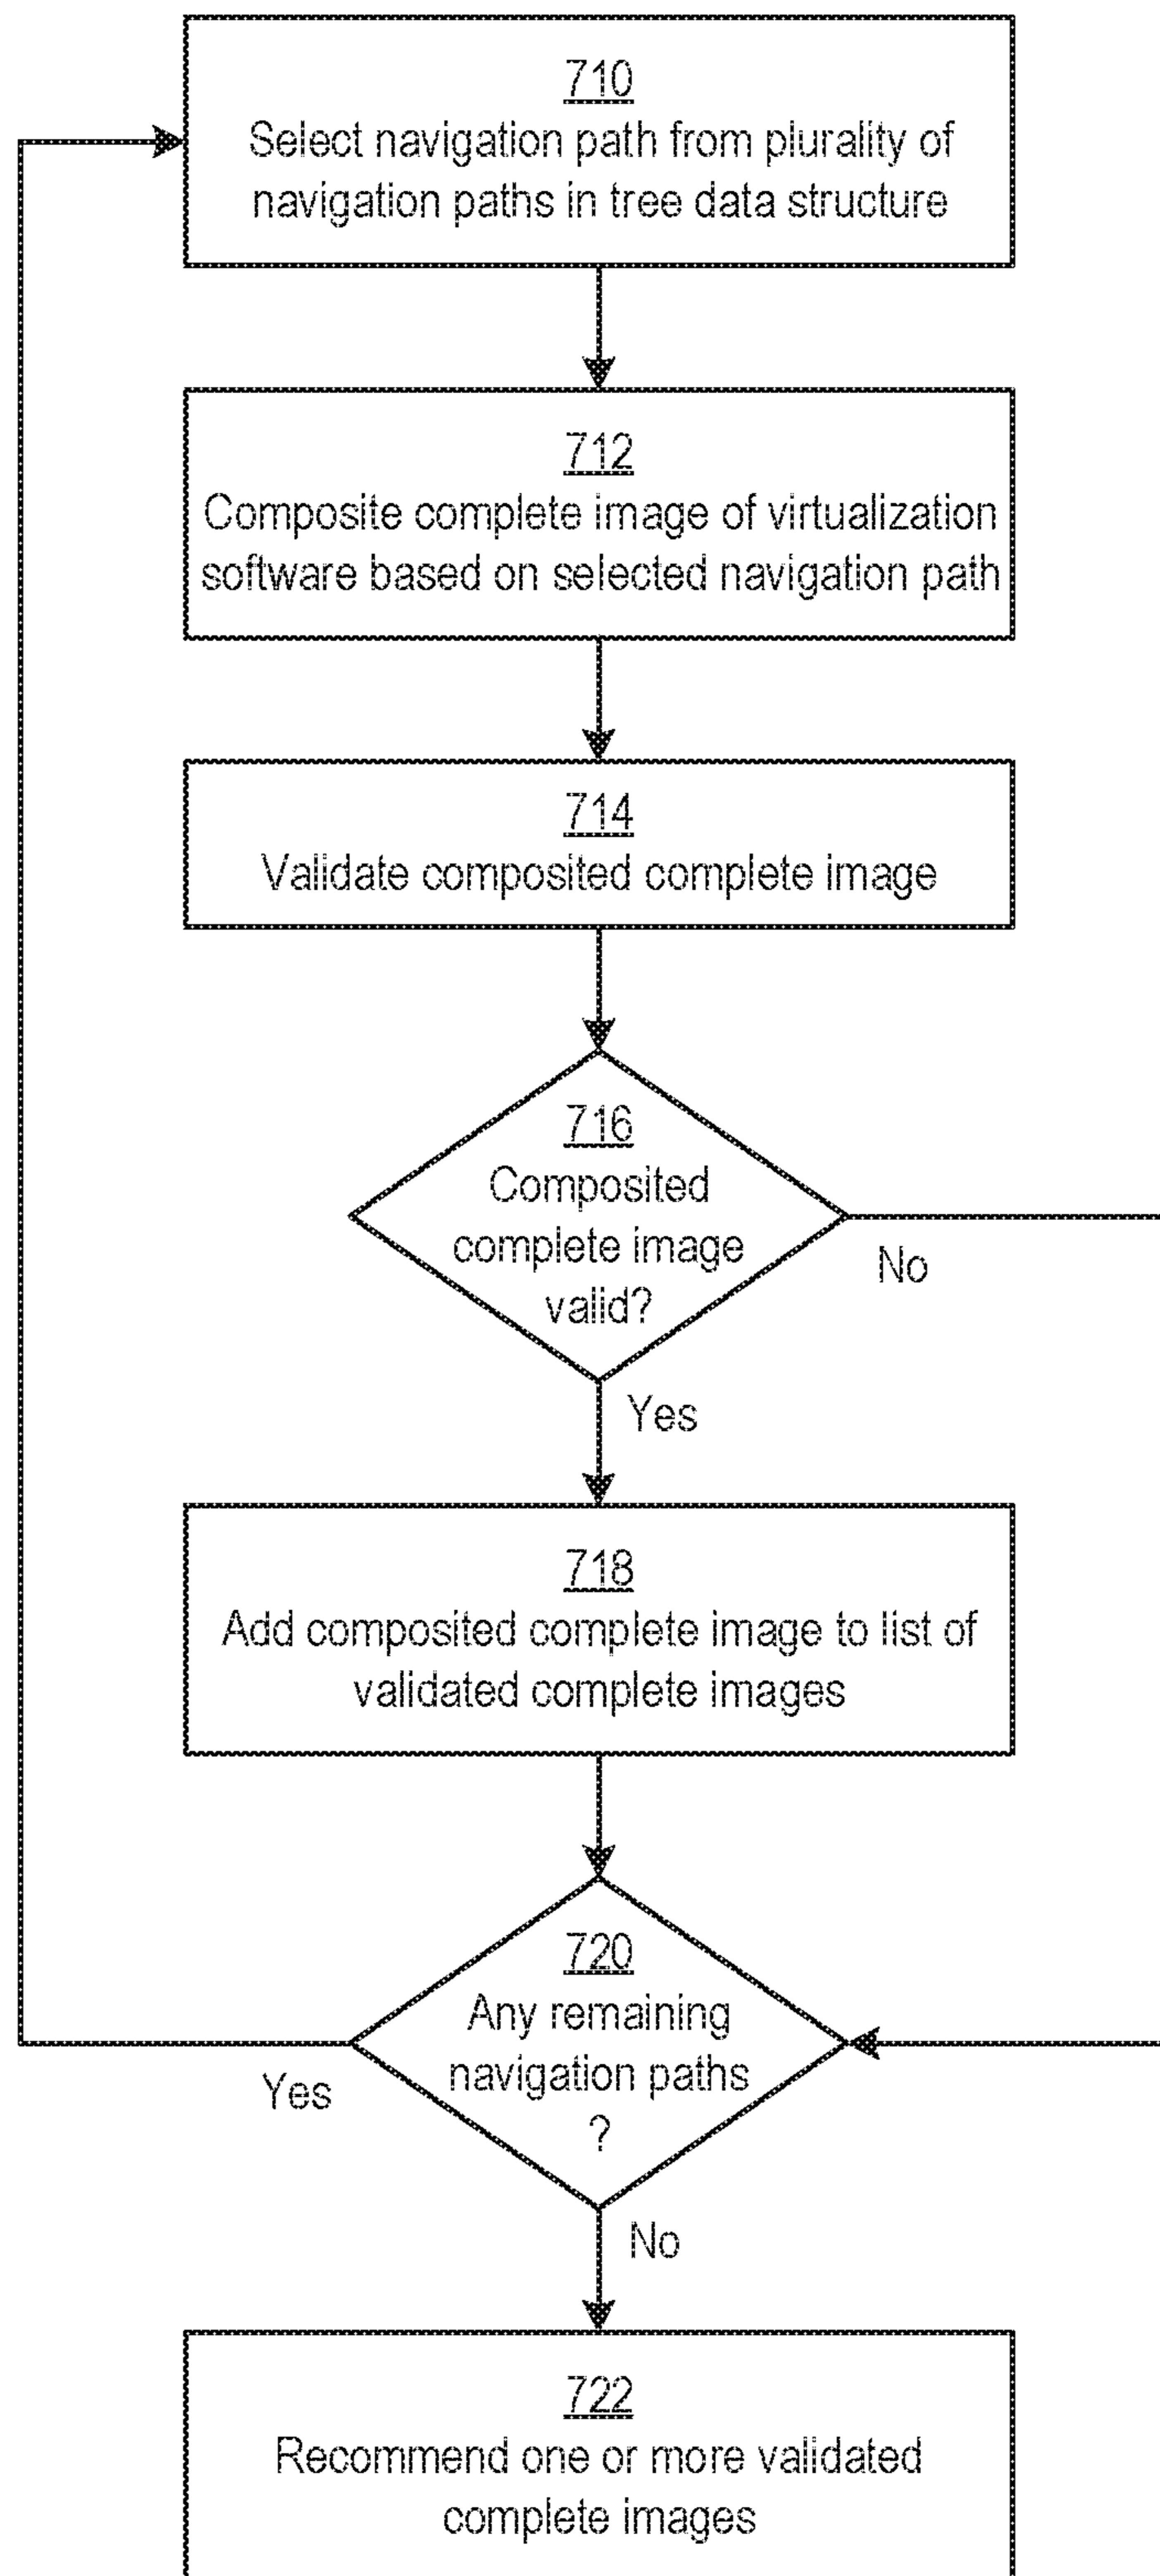 710
Select navigation path from plurality of
navigation paths in tree data structure
712
Composite complete image of virtualization
software based on selected navigation path
714
Validate composited complete image
716
Composited
complete image
valid?
No
Yes
718
Add composited complete image to list of
validated complete images
720
Any remaining
navigation paths
?
Yes
No
722
Recommend one or more validated
complete images